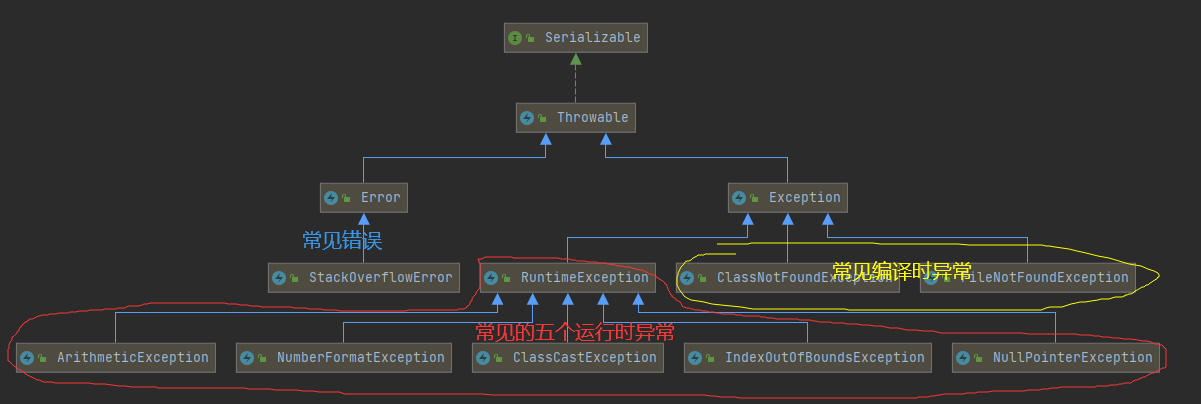 Serializable
Throwable
Error
Exception
常见错误
StackOverflowError
RuntimeException
ClassNotFoundException
常见编译时异常
FileNotFoundException
常见的五个运行时异常
ArithmeticException
NumberFormatException
ClassCastException
IndexOutOfBoundsException
NullPointerException